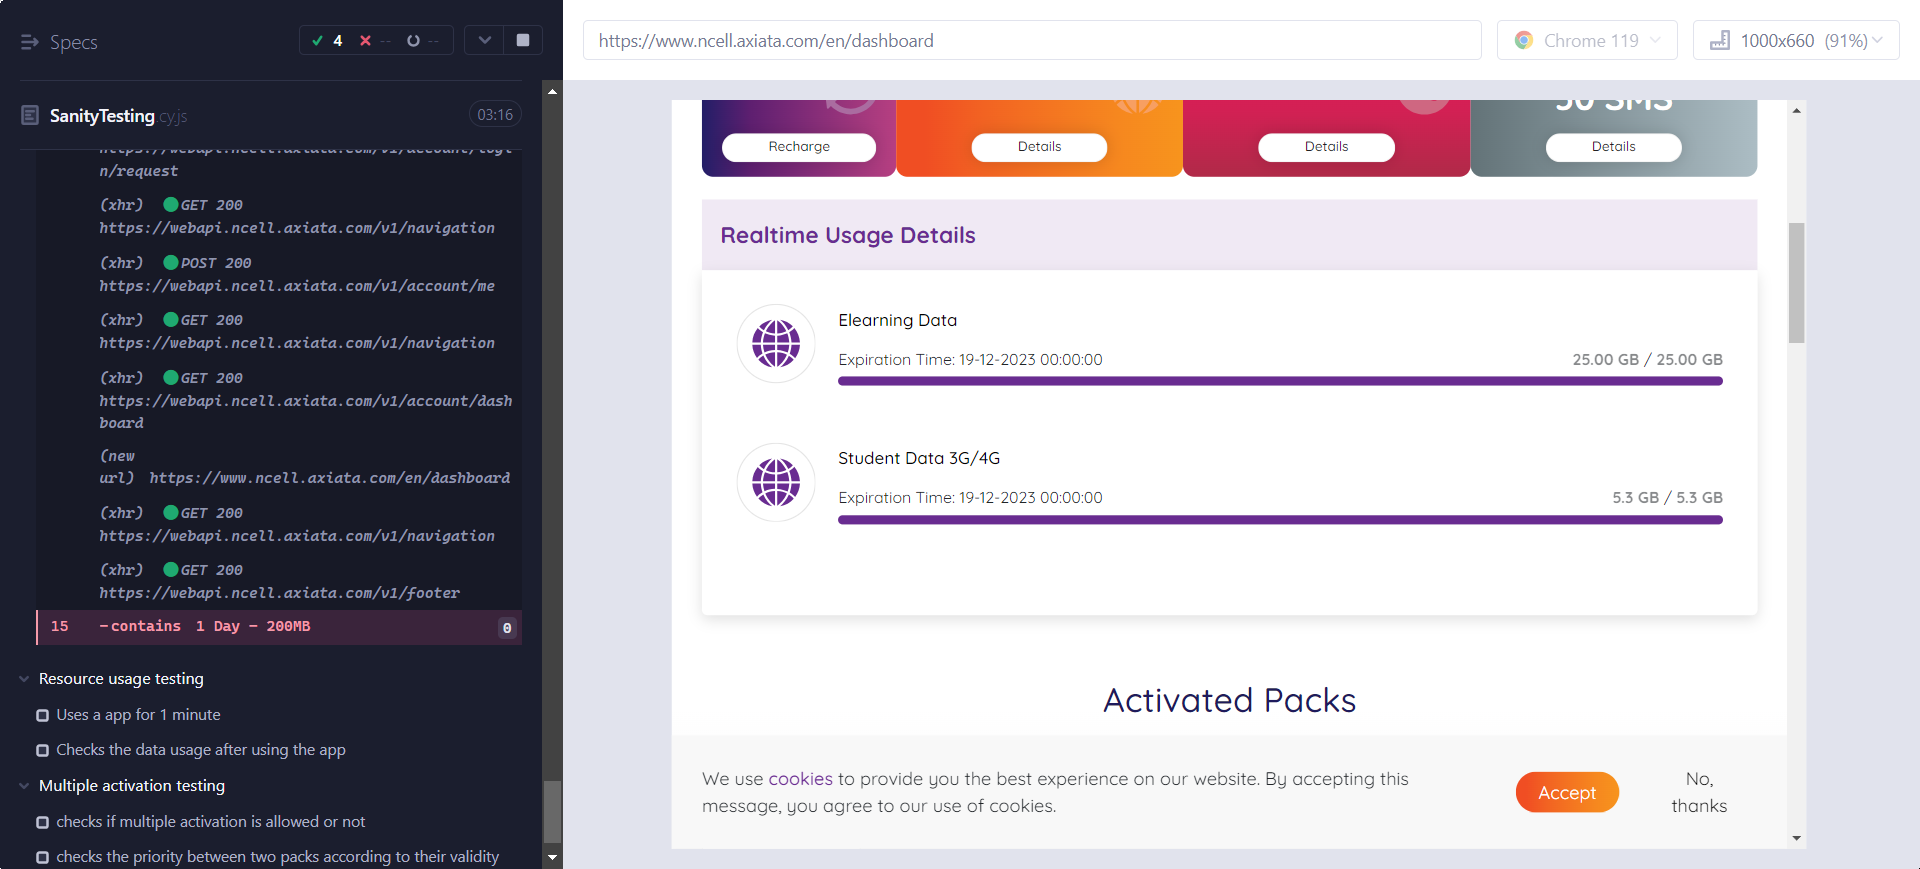 Specs
4
--
--
SanityTesting.cy.js
03:16
https://webapi.ncell.axiata.com/v1/account/logi
n/request
(xhr) GET 200
https://webapi.ncell.axiata.com/v1/navigation
(xhr) POST 200
https://webapi.ncell.axiata.com/v1/account/me
(xhr) GET 200
https://webapi.ncell.axiata.com/v1/navigation
(xhr) GET 200
https://webapi.ncell.axiata.com/v1/account/dash
board
(new
url) https://www.ncell.axiata.com/en/dashboard
(xhr) GET 200
https://webapi.ncell.axiata.com/v1/navigation
(xhr) GET 200
https://webapi.ncell.axiata.com/v1/footer
15 -contains 1 Day – 200MB 0
Resource usage testing
Uses a app for 1 minute
Checks the data usage after using the app
Multiple activation testing
checks if multiple activation is allowed or not
checks the priority between two packs according to their validity
https://www.ncell.axiata.com/en/dashboard
Chrome 119
1000x660 (91%)
50 SMS
Recharge
Details
Details
Details
Realtime Usage Details
Elearning Data
Expiration Time: 19-12-2023 00:00:00
25.00 GB / 25.00 GB
Student Data 3G/4G
Expiration Time: 19-12-2023 00:00:00
5.3 GB / 5.3 GB
Activated Packs
We use cookies to provide you the best experience on our website. By accepting this
message, you agree to our use of cookies.
Accept
No,
thanks